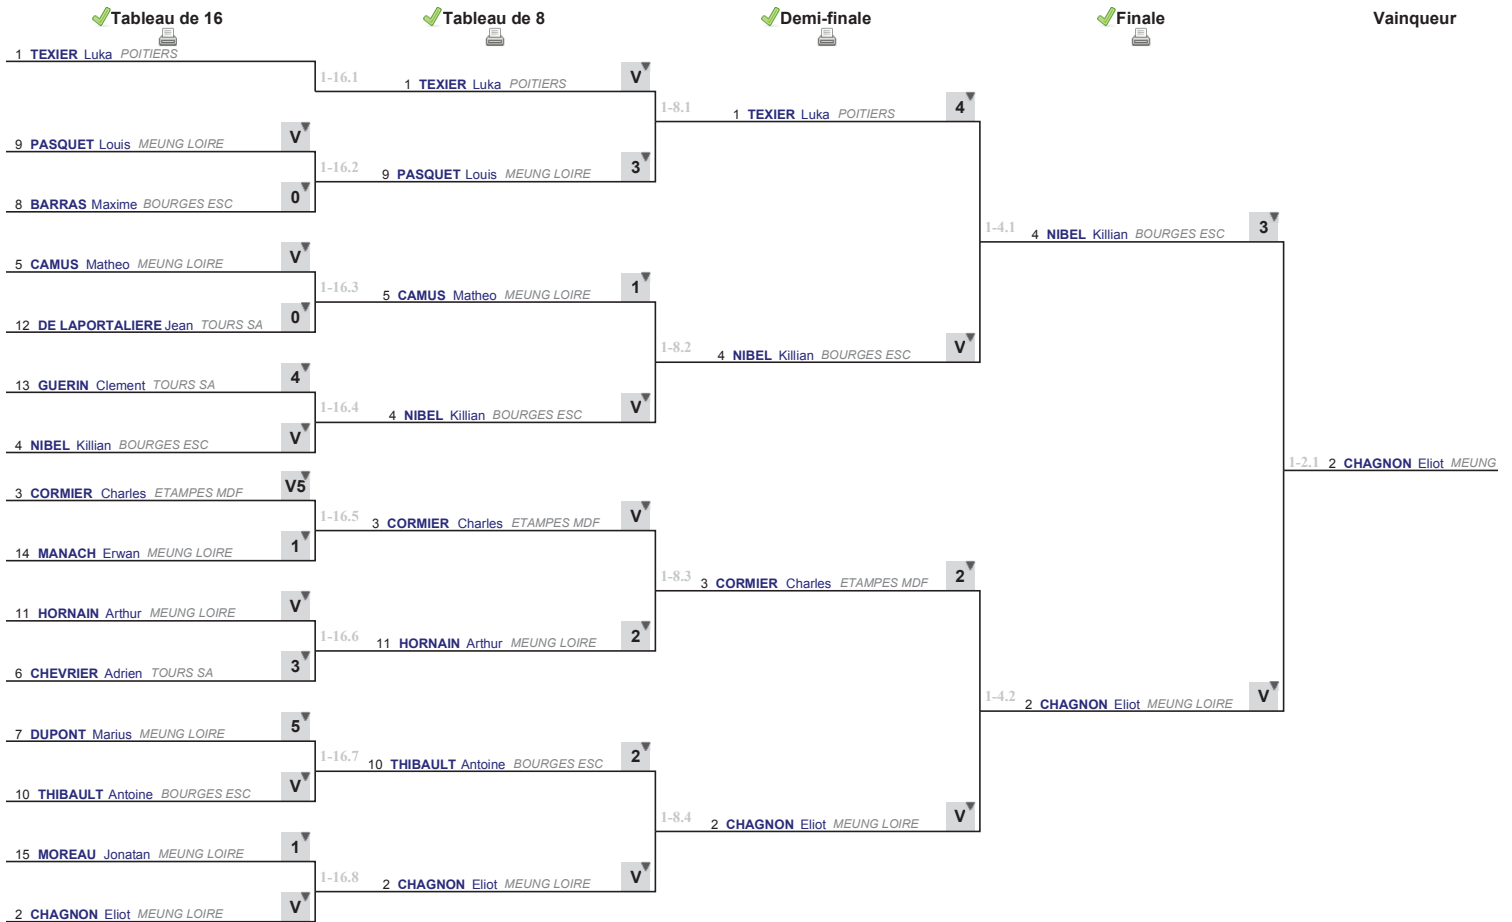 Tableau de 16
Tableau de 8
Demi-finale
Finale
Vainqueur
1 TEXIER Luka POITIERS
1-16.1
1 TEXIER Luka POITIERS V
9 PASQUET Louis MEUNG LOIRE V
1-16.2
9 PASQUET Louis MEUNG LOIRE 3
8 BARRAS Maxime BOURGES ESC 0
1-8.1
1 TEXIER Luka POITIERS 4
5 CAMUS Matheo MEUNG LOIRE V
1-16.3
5 CAMUS Matheo MEUNG LOIRE 1
12 DE LAPORTALIERE Jean TOURS SA 0
1-8.2
4 NIBEL Killian BOURGES ESC V
13 GUERIN Clement TOURS SA 4
1-16.4
4 NIBEL Killian BOURGES ESC V
4 NIBEL Killian BOURGES ESC V
1-4.1
4 NIBEL Killian BOURGES ESC 3
1-2.1
2 CHAGNON Eliot MEUNG
3 CORMIER Charles ETAMPES MDF V5
1-16.5
3 CORMIER Charles ETAMPES MDF V
14 MANACH Erwan MEUNG LOIRE 1
1-8.3
3 CORMIER Charles ETAMPES MDF 2
11 HORNAIN Arthur MEUNG LOIRE V
1-16.6
11 HORNAIN Arthur MEUNG LOIRE 2
6 CHEVRIER Adrien TOURS SA 3
1-4.2
2 CHAGNON Eliot MEUNG LOIRE V
7 DUPONT Marius MEUNG LOIRE 5
1-16.7
10 THIBAULT Antoine BOURGES ESC 2
10 THIBAULT Antoine BOURGES ESC V
1-8.4
2 CHAGNON Eliot MEUNG LOIRE V
15 MOREAU Jonatan MEUNG LOIRE 1
1-16.8
2 CHAGNON Eliot MEUNG LOIRE V
2 CHAGNON Eliot MEUNG LOIRE V